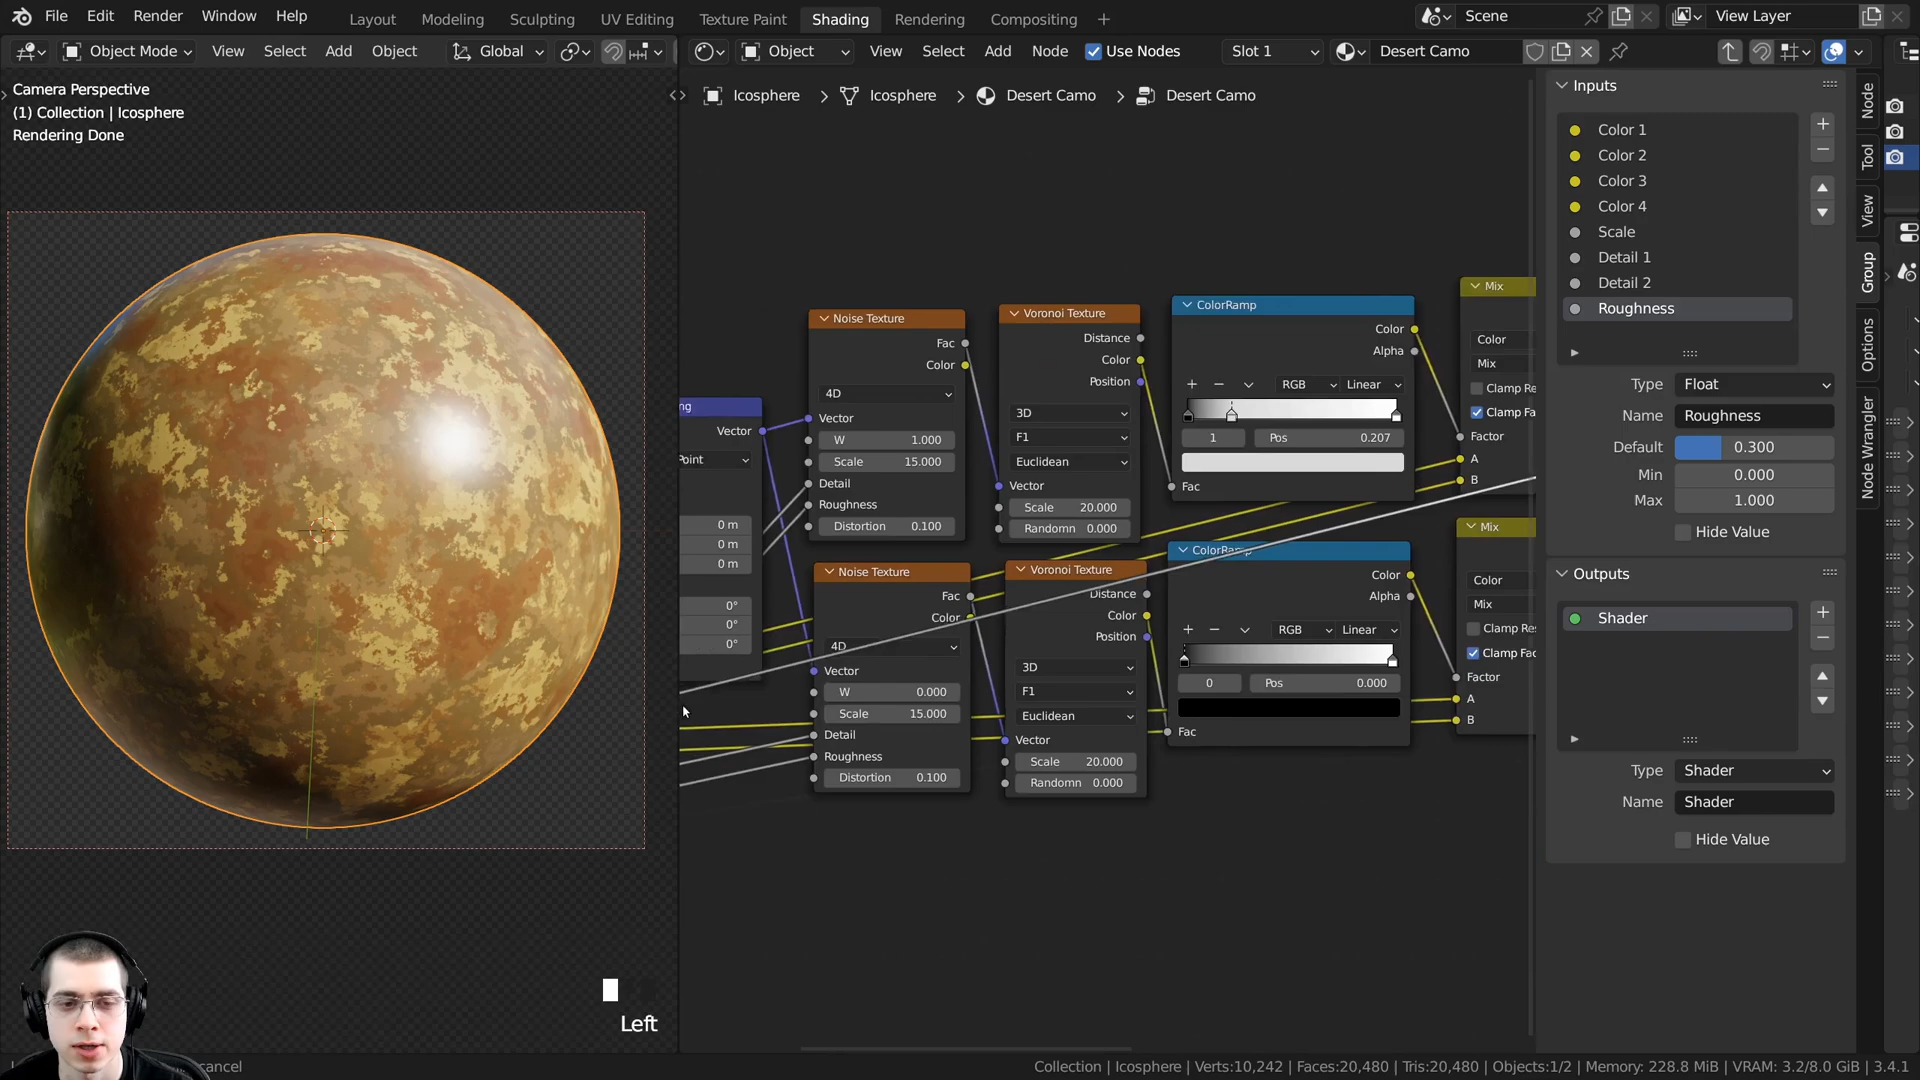 File Edit Render Window Help Layout Modeling Sculpting UV Editing Texture Paint Shading Rendering Compositing + Scene View Layer
Object Mode View Select Add Object Global Object View Select Add Node Use Nodes Slot 1 Desert Camo
Camera Perspective
(1) Collection | Icosphere
Rendering Done
Icosphere > Icosphere > Desert Camo > Desert Camo
ng
Vector
Point
0 m
0 m
0 m
0°
0°
0°
Noise Texture
Fac
Color
4D
Vector
W 1.000
Scale 15.000
Detail
Roughness
Distortion 0.100
Voronoi Texture
Distance
Color
Position
3D
F1
Euclidean
Vector
Scale 20.000
Randomn 0.000
ColorRamp
Color
Alpha
+ − RGB Linear
1 Pos 0.207
Fac
Mix
Color
Mix
Clamp Re
Clamp Fa
Factor
A
B
Noise Texture
Fac
Color
4D
Vector
W 0.000
Scale 15.000
Detail
Roughness
Distortion 0.100
Voronoi Texture
Distance
Color
Position
3D
F1
Euclidean
Vector
Scale 20.000
Randomn 0.000
ColorRamp
Color
Alpha
+ − RGB Linear
0 Pos 0.000
Fac
Mix
Color
Mix
Clamp Res
Clamp Fac
Factor
A
B
Inputs
Color 1
Color 2
Color 3
Color 4
Scale
Detail 1
Detail 2
Roughness
Type Float
Name Roughness
Default 0.300
Min 0.000
Max 1.000
Hide Value
Outputs
Shader
Type Shader
Name Shader
Hide Value
Node
Tool
View
Group
Options
Node Wrangler
Left
cancel
Collection | Icosphere | Verts:10,242 | Faces:20,480 | Tris:20,480 | Objects:1/2 | Memory: 228.8 MiB | VRAM: 3.2/8.0 GiB | 3.4.1